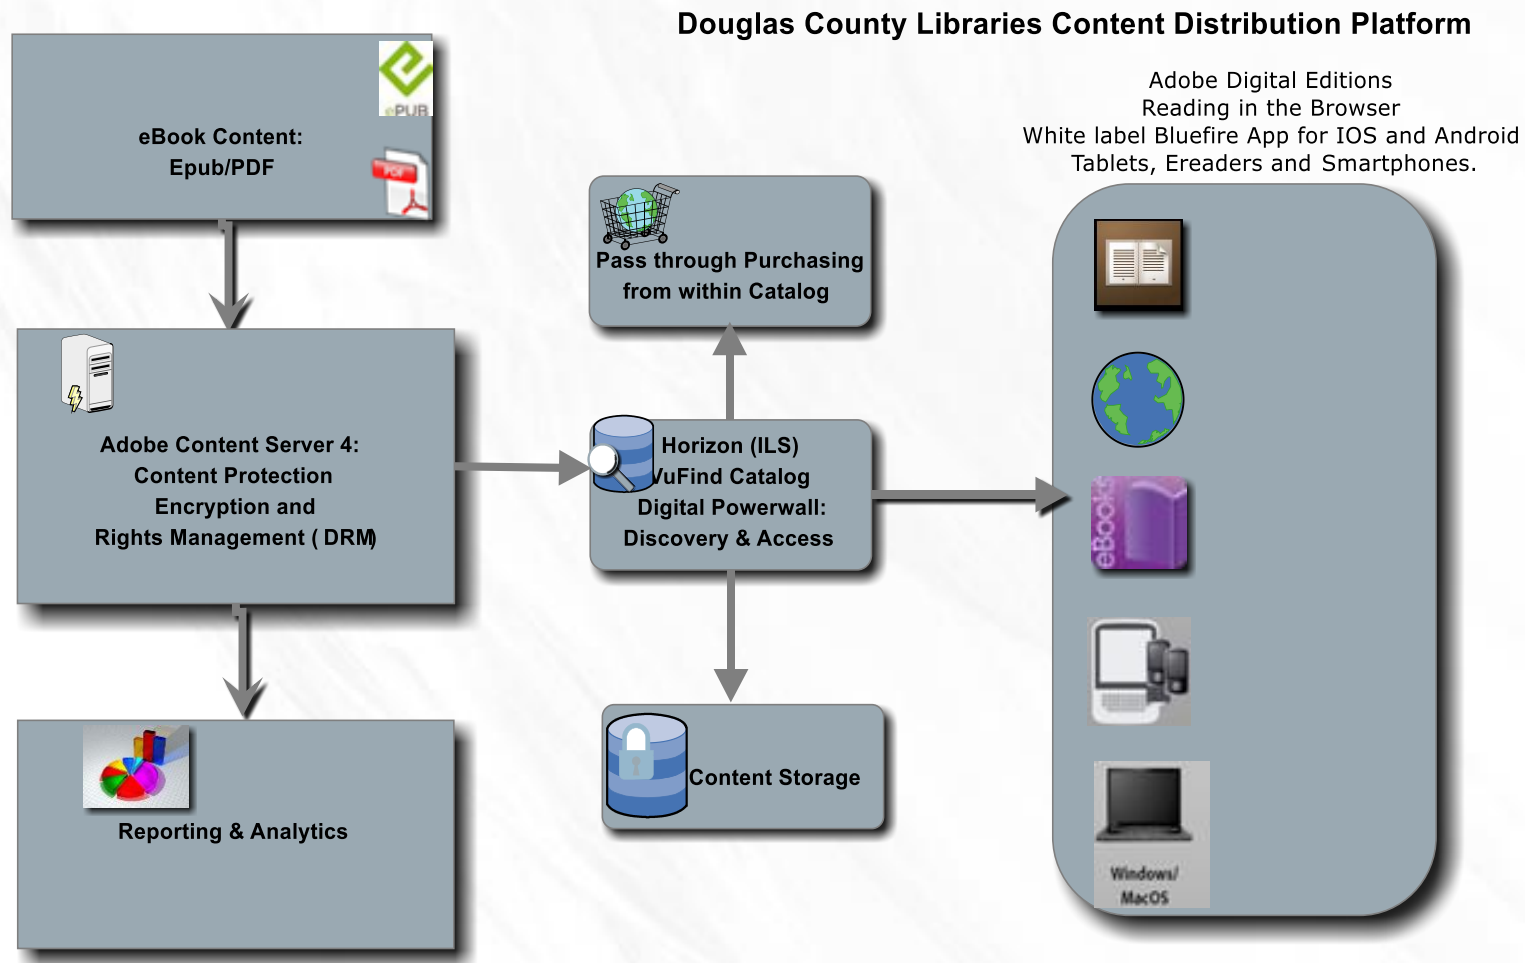 Douglas County Libraries Content Distribution Platform
ePUB
eBook Content:
Epub/PDF
PDF
Adobe Content Server 4:
Content Protection
Encryption and
Rights Management ( DRM)
Reporting & Analytics
Pass through Purchasing
from within Catalog
Horizon (ILS)
VuFind Catalog
Digital Powerwall:
Discovery & Access
Content Storage
Adobe Digital Editions
Reading in the Browser
White label Bluefire App for IOS and Android
Tablets, Ereaders and Smartphones.
eBooks
Windows/
MacOS